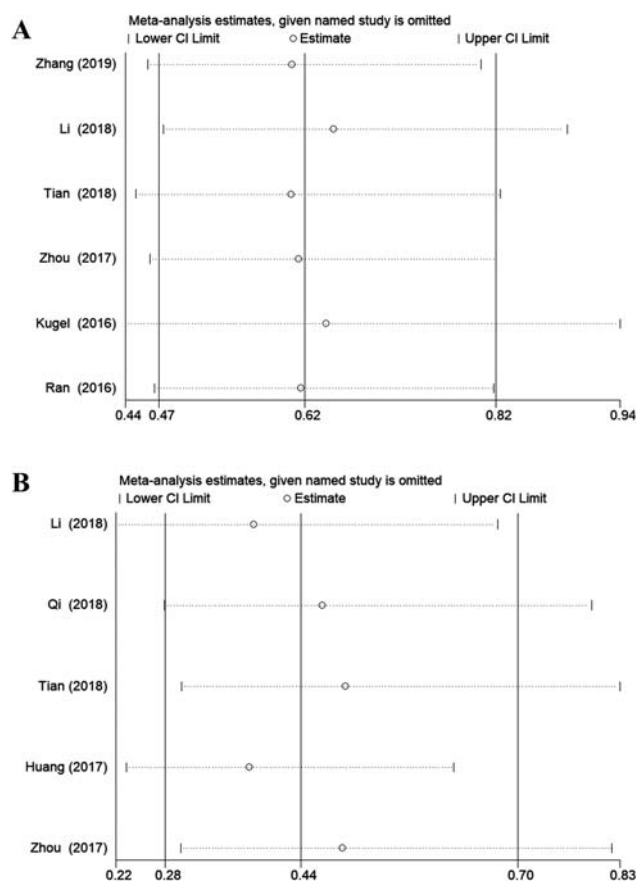 A
Meta-analysis estimates, given named study is omitted
Lower CI Limit Estimate Upper CI Limit
Zhang (2019)
Li (2018)
Tian (2018)
Zhou (2017)
Kugel (2016)
Ran (2016)
0.44 0.47 0.62 0.82 0.94
B
Meta-analysis estimates, given named study is omitted
Lower CI Limit Estimate Upper CI Limit
Li (2018)
Qi (2018)
Tian (2018)
Huang (2017)
Zhou (2017)
0.22 0.28 0.44 0.70 0.83